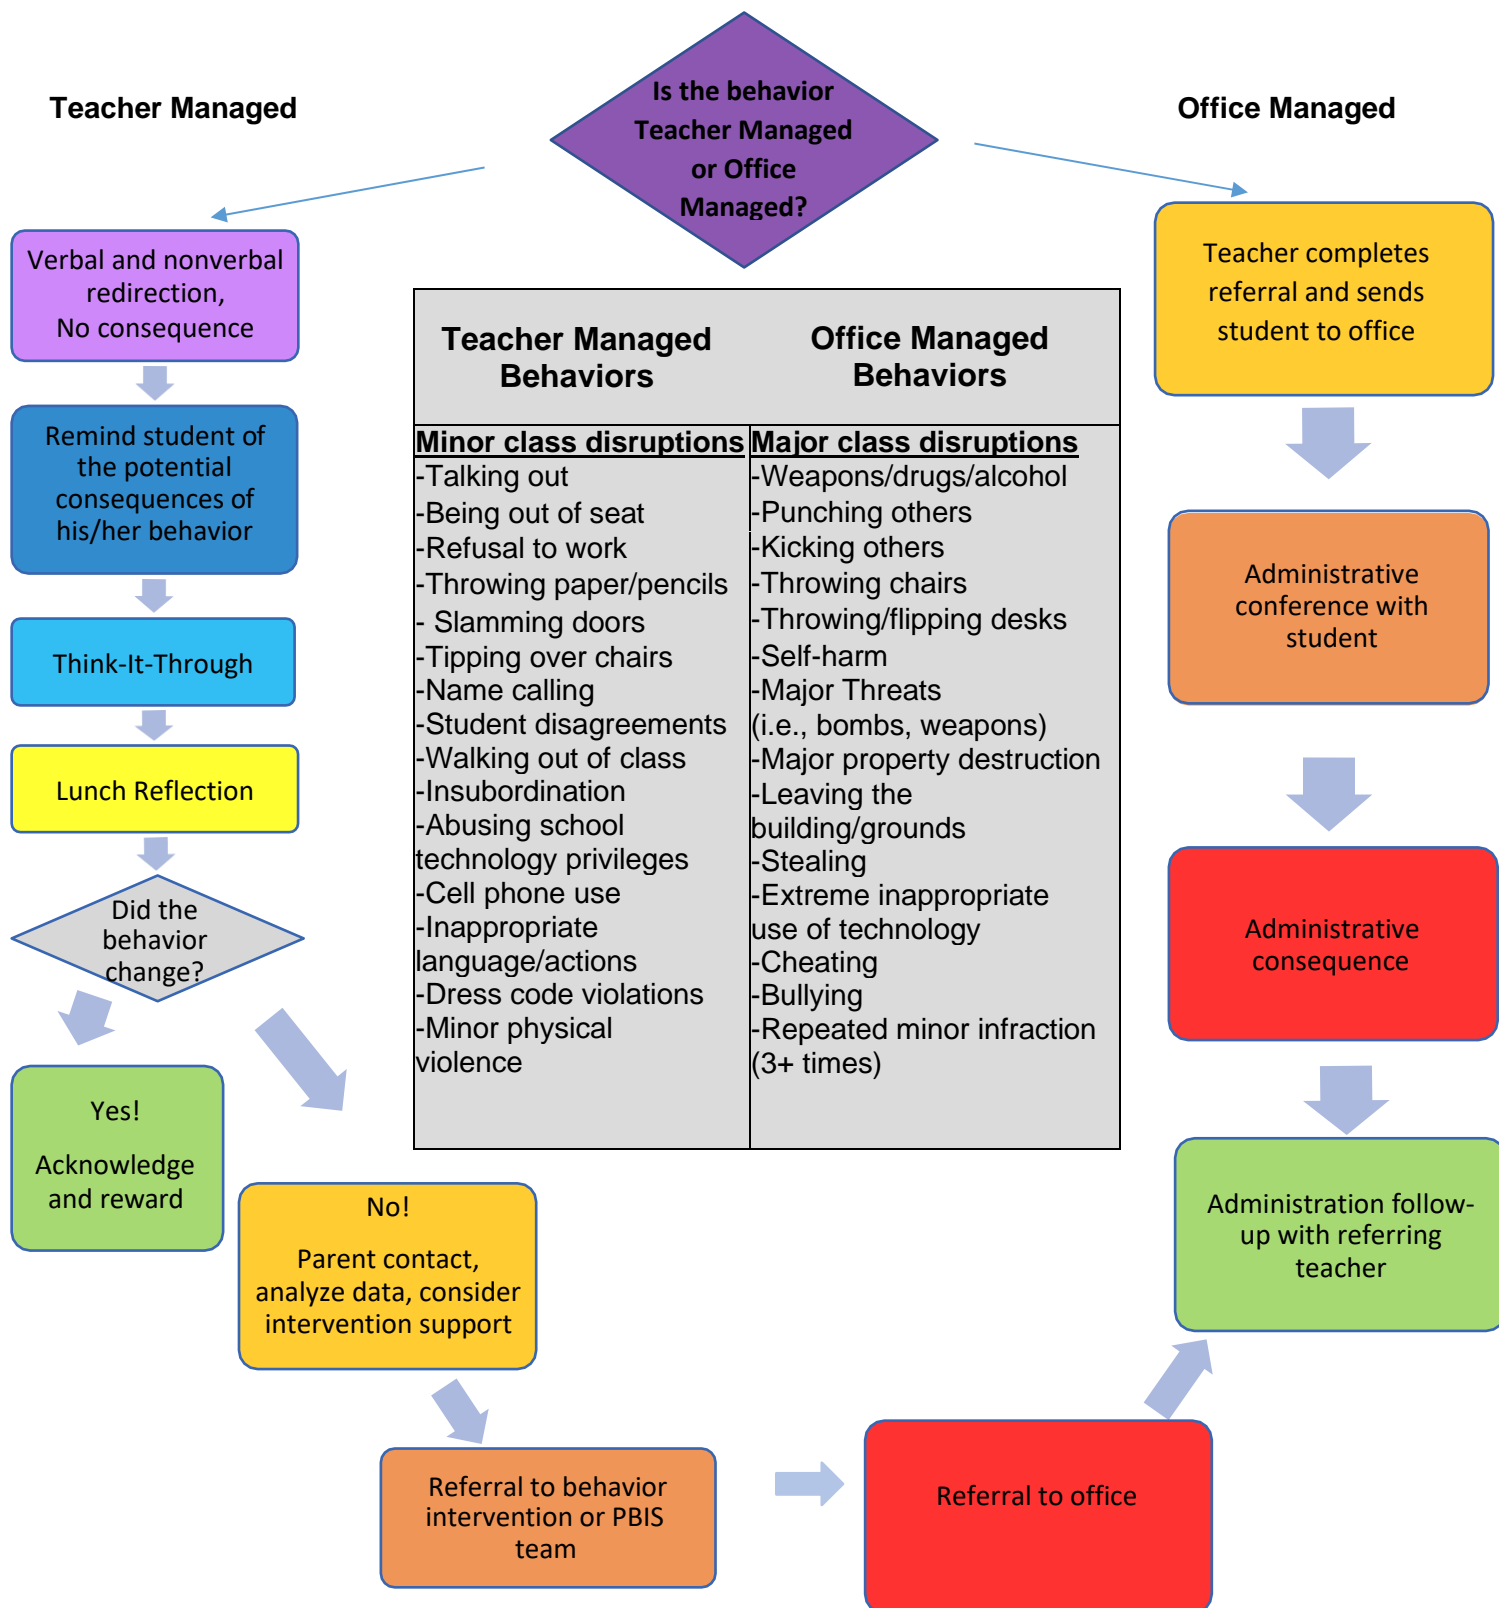 Is the behavior
Teacher Managed
or Office
Managed?
Teacher Managed
Office Managed
Verbal and nonverbal
redirection,
No consequence
Remind student of
the potential
consequences of
his/her behavior
Think-It-Through
Lunch Reflection
Did the
behavior
change?
Yes!
Acknowledge
and reward
No!
Parent contact,
analyze data, consider
intervention support
Referral to behavior
intervention or PBIS
team
Referral to office
Teacher Managed
Behaviors
Minor class disruptions
-Talking out
-Being out of seat
-Refusal to work
-Throwing paper/pencils
- Slamming doors
-Tipping over chairs
-Name calling
-Student disagreements
-Walking out of class
-Insubordination
-Abusing school
technology privileges
-Cell phone use
-Inappropriate
language/actions
-Dress code violations
-Minor physical
violence
Office Managed
Behaviors
Major class disruptions
-Weapons/drugs/alcohol
-Punching others
-Kicking others
-Throwing chairs
-Throwing/flipping desks
-Self-harm
-Major Threats
(i.e., bombs, weapons)
-Major property destruction
-Leaving the
building/grounds
-Stealing
-Extreme inappropriate
use of technology
-Cheating
-Bullying
-Repeated minor infraction
(3+ times)
Teacher completes
referral and sends
student to office
Administrative
conference with
student
Administrative
consequence
Administration follow-
up with referring
teacher